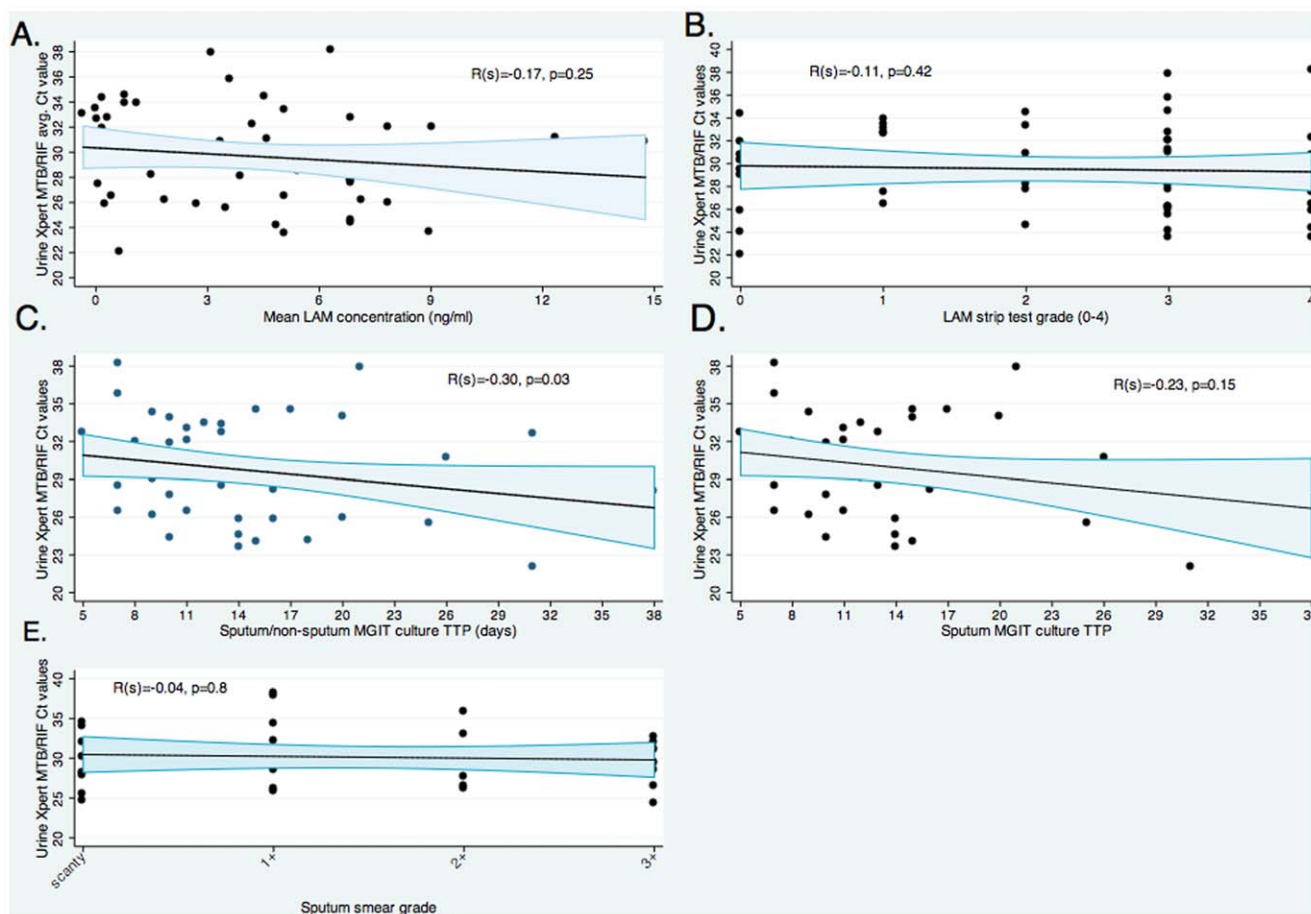 A.
Urine Xpert MTB/RIF avg. Ct value
38
36
34
32
30
28
26
24
22
20
R(s)=-0.17, p=0.25
0 3 6 9 12 15
Mean LAM concentration (ng/ml)
B.
Urine Xpert MTB/RIF Ct values
40
38
36
34
32
30
28
26
24
22
20
R(s)=-0.11, p=0.42
0 1 2 3 4
LAM strip test grade (0-4)
C.
Urine Xpert MTB/RIF Ct values
38
35
32
29
26
23
20
R(s)=-0.30, p=0.03
5 8 11 14 17 20 23 26 29 32 35 38
Sputum/non-sputum MGIT culture TTP (days)
D.
Urine Xpert MTB/RIF Ct values
38
35
32
29
26
23
20
R(s)=-0.23, p=0.15
5 8 11 14 17 20 23 26 29 32 35
Sputum MGIT culture TTP
E.
Urine Xpert MTB/RIF Ct values
40
35
30
25
20
R(s)=-0.04, p=0.8
scanty 1+ 2+ 3+
Sputum smear grade